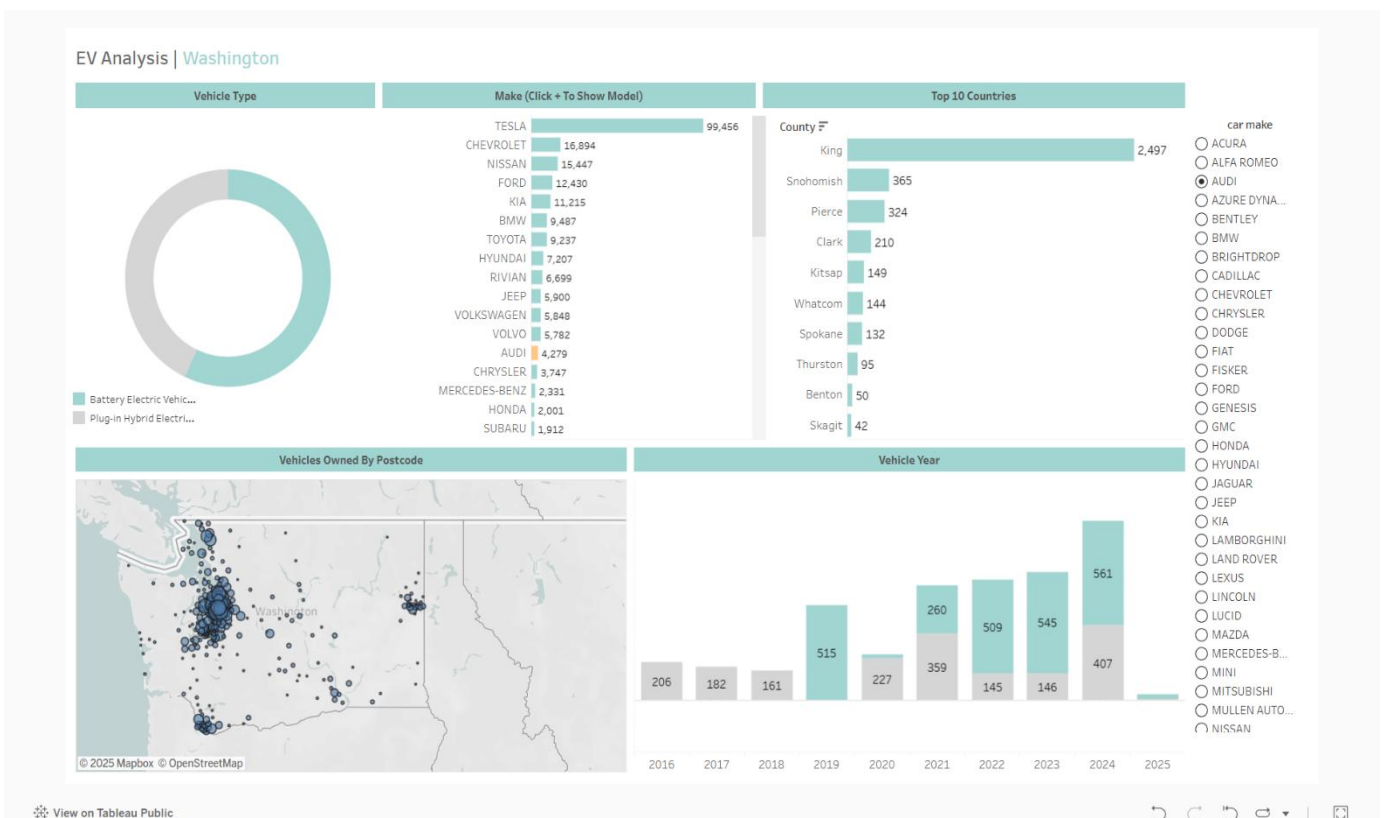 EV Analysis | Washington
Vehicle Type
Battery Electric Vehic...
Plug-in Hybrid Electri...
Make (Click + To Show Model)
TESLA 99,456
CHEVROLET 16,894
NISSAN 15,447
FORD 12,430
KIA 11,215
BMW 9,487
TOYOTA 9,237
HYUNDAI 7,207
RIVIAN 6,699
JEEP 5,900
VOLKSWAGEN 5,848
VOLVO 5,782
AUDI 4,279
CHRYSLER 3,747
MERCEDES-BENZ 2,331
HONDA 2,001
SUBARU 1,912
Top 10 Countries
County
King 2,497
Snohomish 365
Pierce 324
Clark 210
Kitsap 149
Whatcom 144
Spokane 132
Thurston 95
Benton 50
Skagit 42
car make
ACURA
ALFA ROMEO
AUDI
AZURE DYNA...
BENTLEY
BMW
BRIGHTDROP
CADILLAC
CHEVROLET
CHRYSLER
DODGE
FIAT
FISKER
FORD
GENESIS
GMC
HONDA
HYUNDAI
JAGUAR
JEEP
KIA
LAMBORGHINI
LAND ROVER
LEXUS
LINCOLN
LUCID
MAZDA
MERCEDES-B...
MINI
MITSUBISHI
MULLEN AUTO...
NISSAN
Vehicles Owned By Postcode
Washington
© 2025 Mapbox © OpenStreetMap
Vehicle Year
561
260
509
545
515
407
359
206
182
161
227
145
146
2016 2017 2018 2019 2020 2021 2022 2023 2024 2025
View on Tableau Public